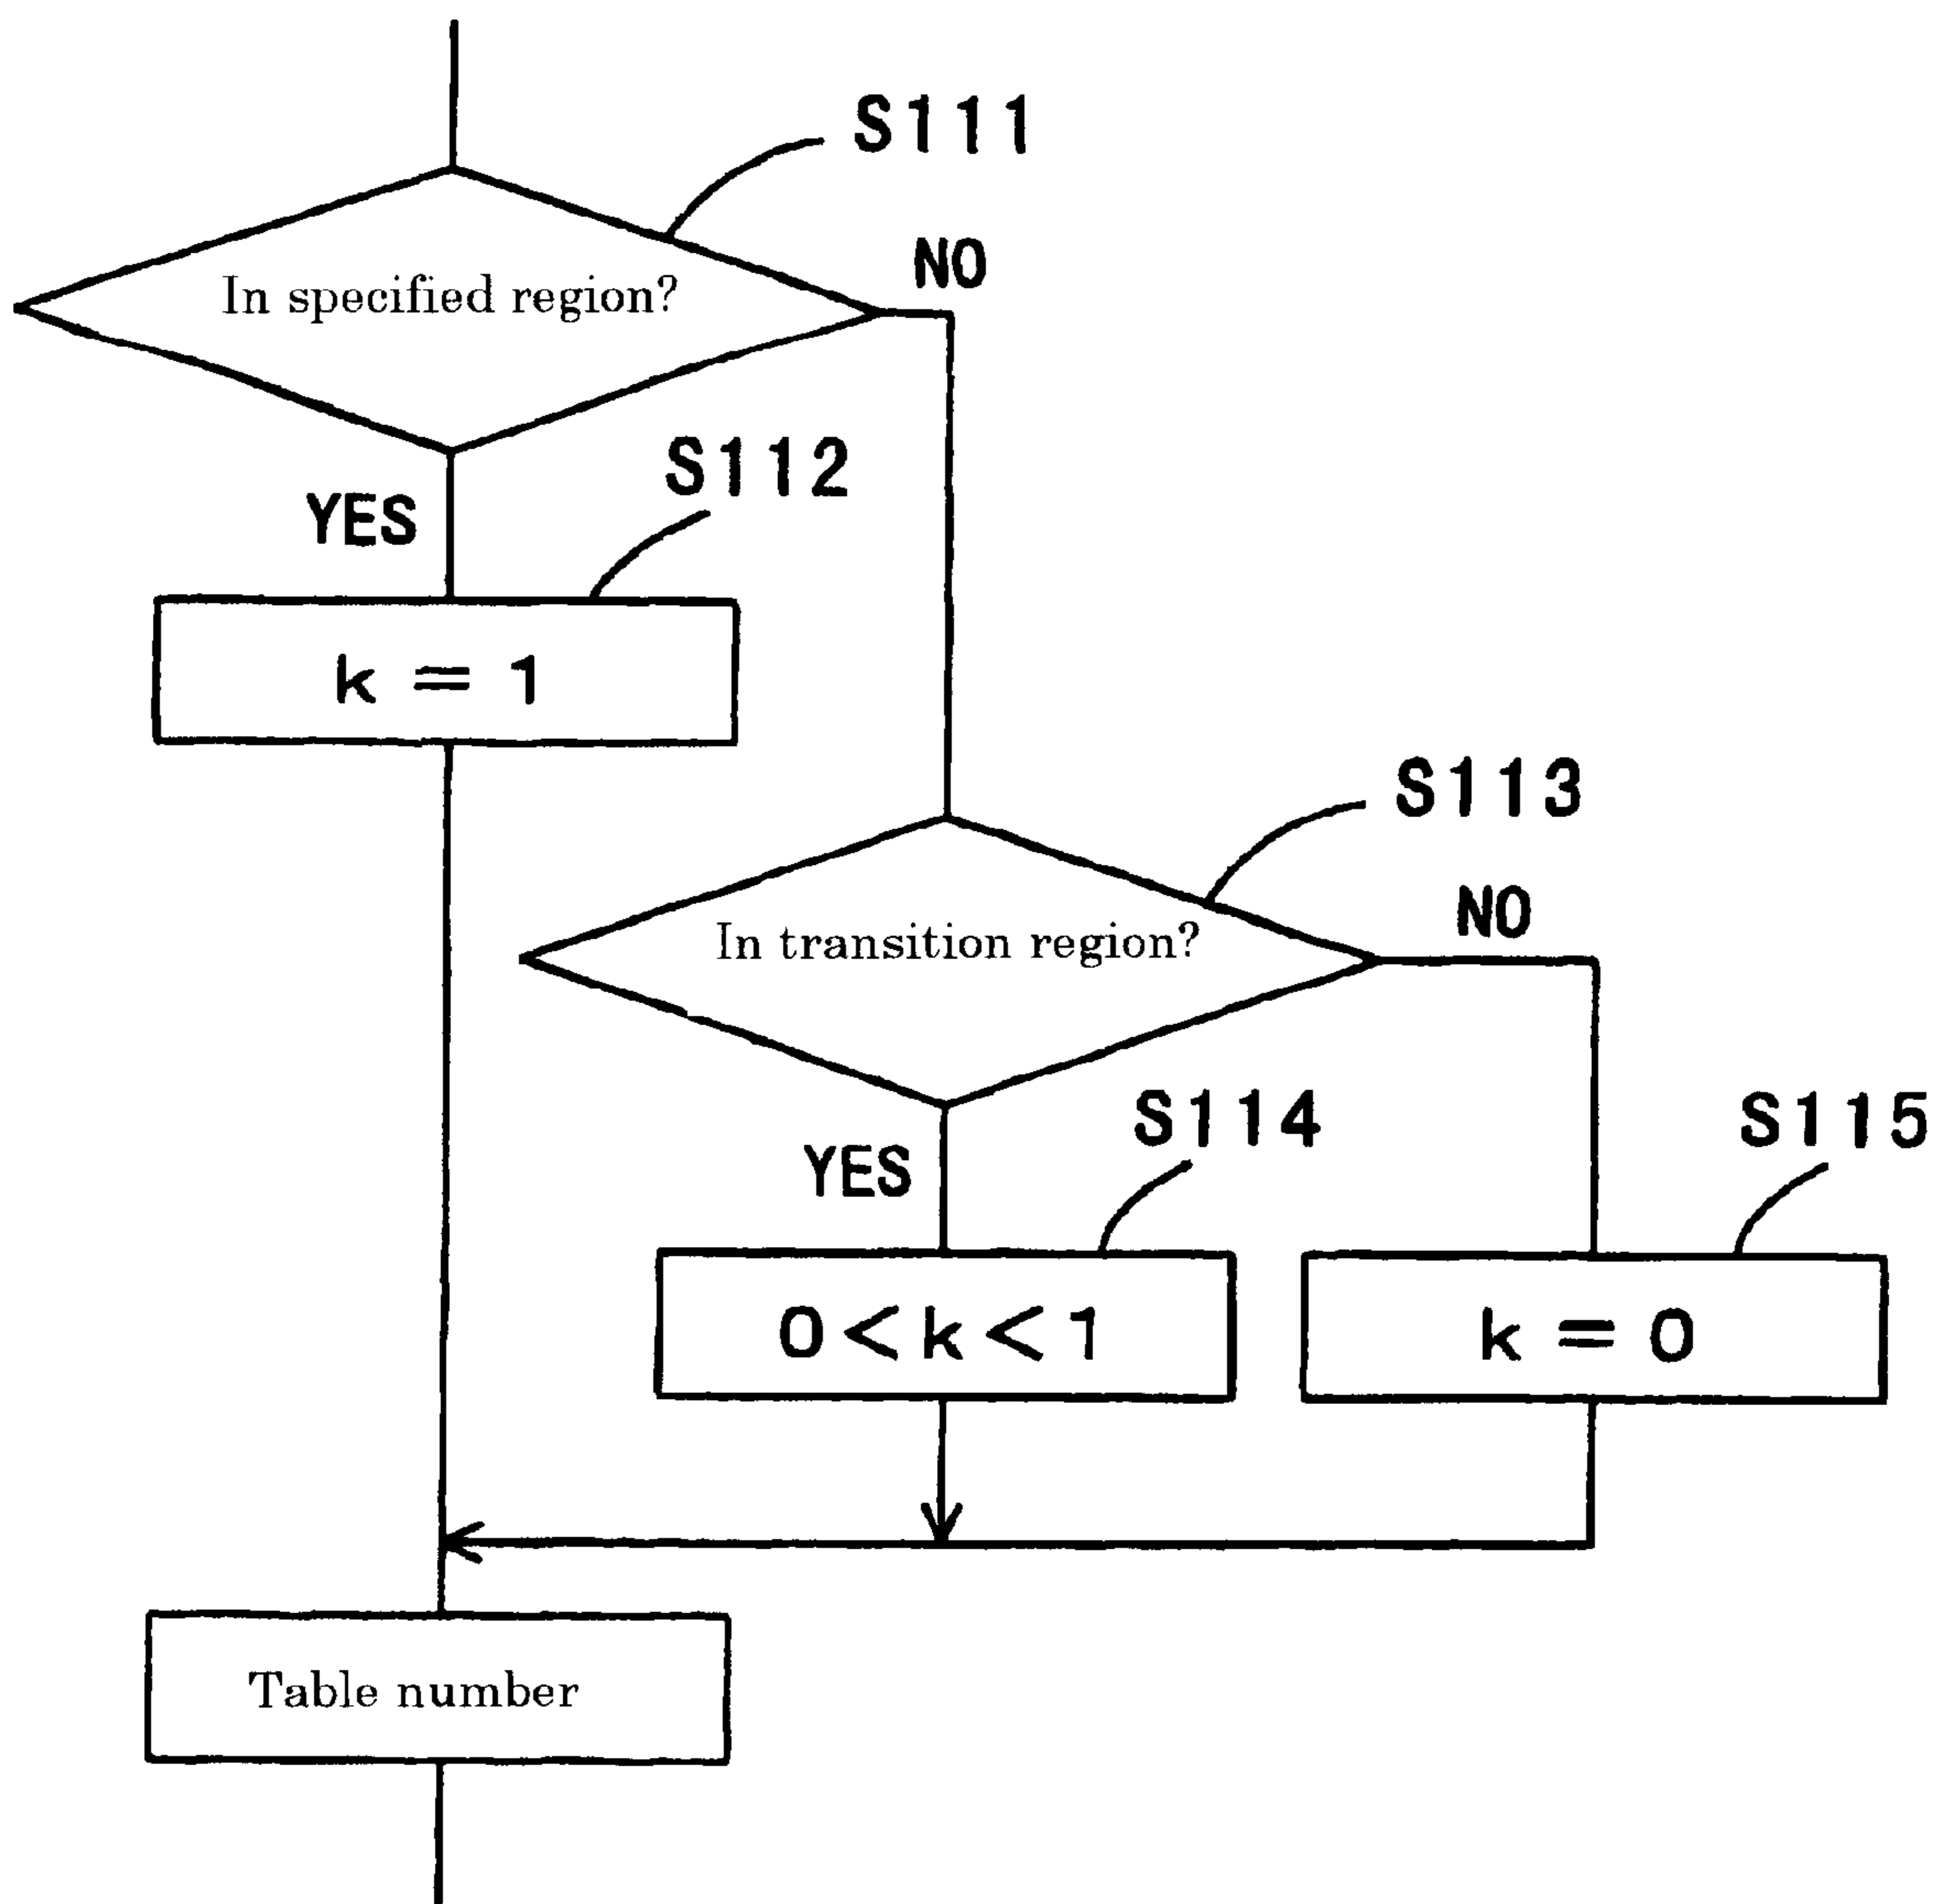 S111
NO
In specified region?
S112
YES
k = 1
S113
NO
In transition region?
S114
S115
YES
0<k<1
k = 0
Table number